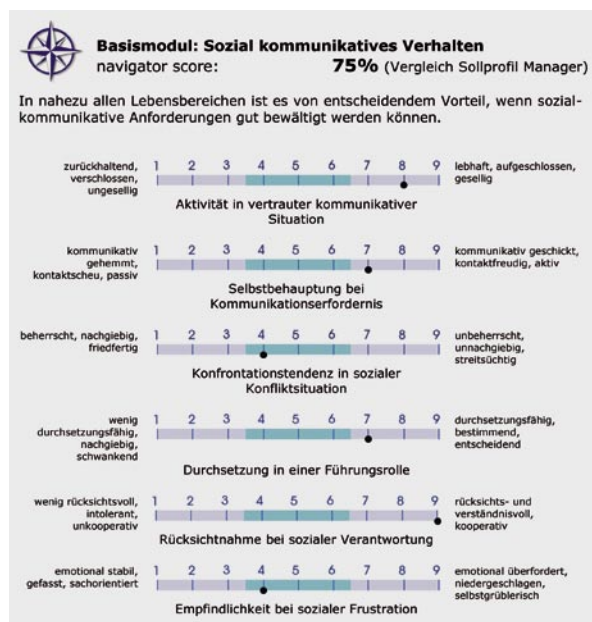 Basismodul: Sozial kommunikatives Verhalten
navigator score: 75% (Vergleich Sollprofil Manager)
In nahezu allen Lebensbereichen ist es von entscheidendem Vorteil, wenn sozial-
kommunikative Anforderungen gut bewältigt werden können.
zurückhaltend,
verschlossen,
ungesellig
1 2 3 4 5 6 7 8 9
lebhaft, aufgeschlossen,
gesellig
Aktivität in vertrauter kommunikativer
Situation
kommunikativ
gehemmt,
kontaktscheu, passiv
1 2 3 4 5 6 7 8 9
kommunikativ geschickt,
kontaktfreudig, aktiv
Selbstbehauptung bei
Kommunikationserfordernis
beherrscht, nachgiebig,
friedfertig
1 2 3 4 5 6 7 8 9
unbeherrscht,
unnachgiebig,
streitsüchtig
Konfrontationstendenz in sozialer
Konfliktsituation
wenig
durchsetzungsfähig,
nachgiebig,
schwankend
1 2 3 4 5 6 7 8 9
durchsetzungsfähig,
bestimmend,
entscheidend
Durchsetzung in einer Führungsrolle
wenig rücksichtsvoll,
intolerant,
unkooperativ
1 2 3 4 5 6 7 8 9
rücksichts- und
verständnisvoll,
kooperativ
Rücksichtnahme bei sozialer Verantwortung
emotional stabil,
gefasst, sachorientiert
1 2 3 4 5 6 7 8 9
emotional überfordert,
niedergeschlagen,
selbstgrüblerisch
Empfindlichkeit bei sozialer Frustration